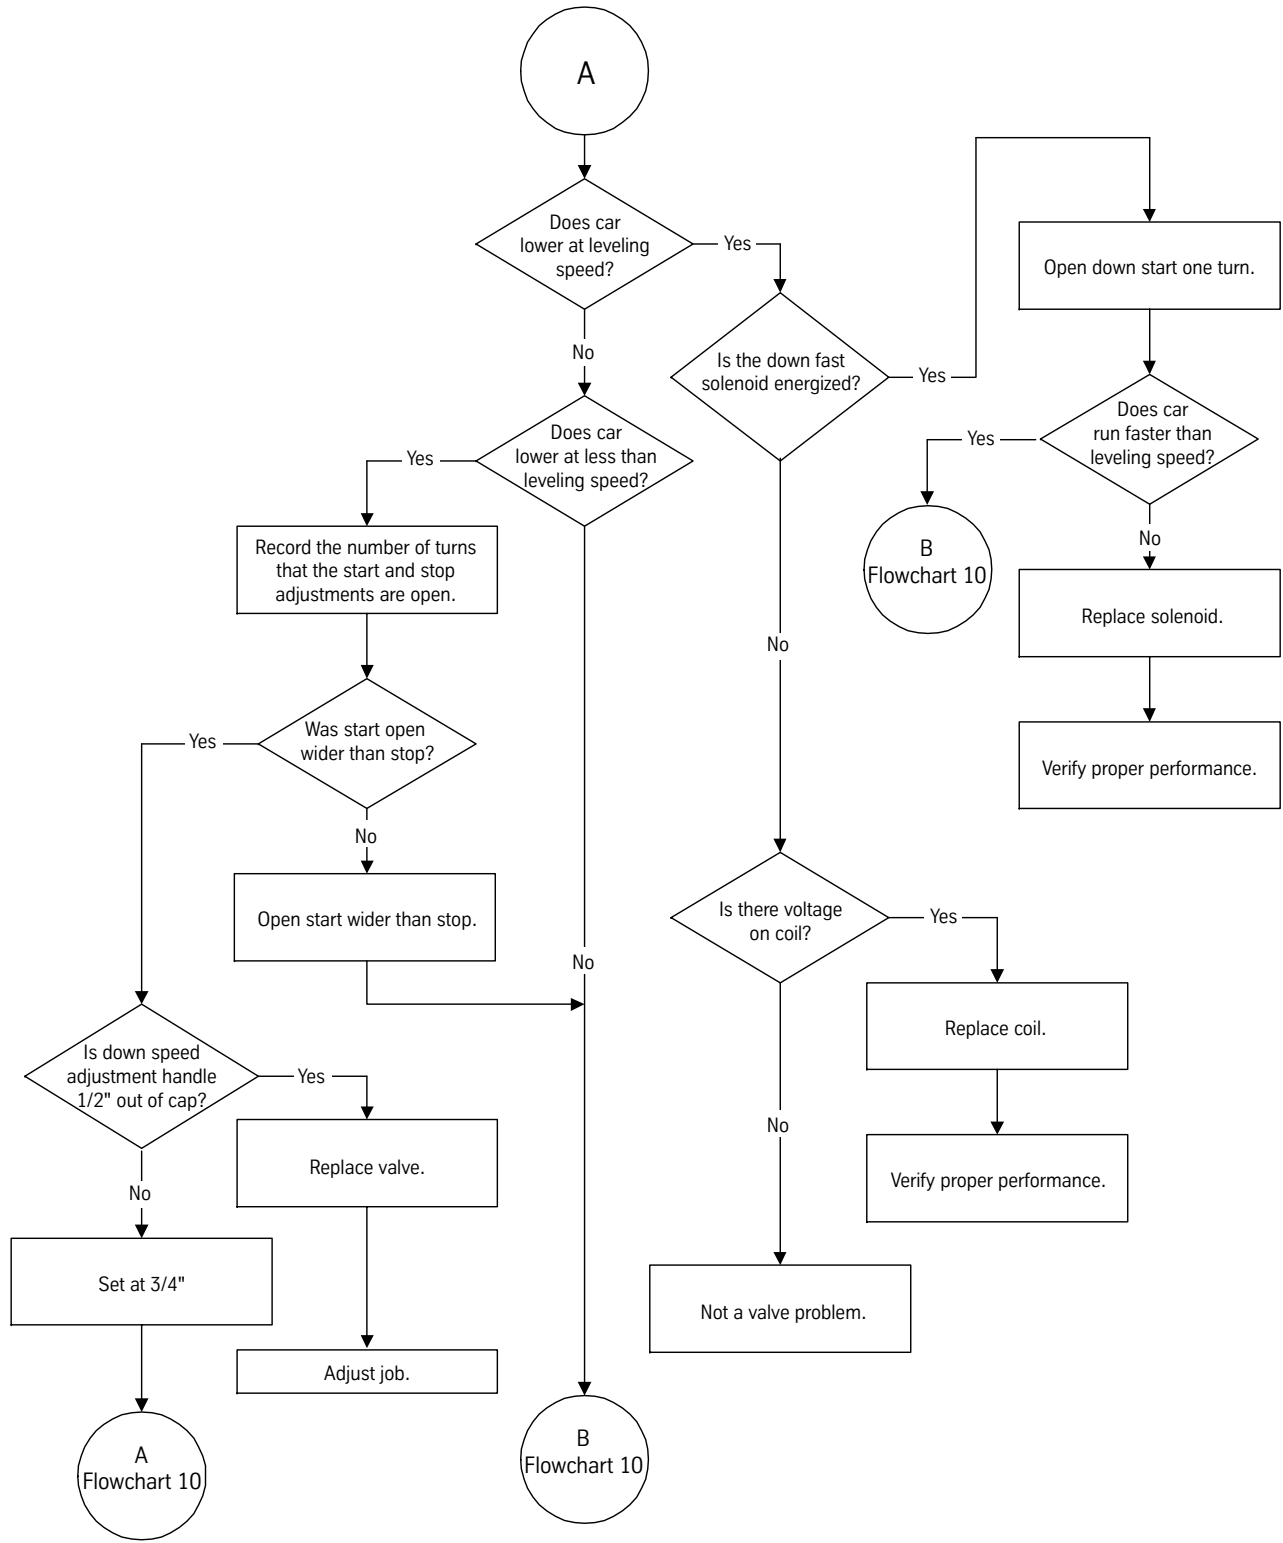 A
Does car
lower at leveling
speed?
Yes
No
Is the down fast
solenoid energized?
Yes
Open down start one turn.
Does car
run faster than
leveling speed?
Yes
B
Flowchart 10
No
Replace solenoid.
Verify proper performance.
Does car
lower at less than
leveling speed?
Yes
Record the number of turns
that the start and stop
adjustments are open.
Was start open
wider than stop?
Yes
No
Open start wider than stop.
No
No
Is there voltage
on coil?
Yes
Replace coil.
Verify proper performance.
No
Not a valve problem.
Is down speed
adjustment handle
1/2" out of cap?
Yes
Replace valve.
Adjust job.
No
Set at 3/4"
A
Flowchart 10
B
Flowchart 10